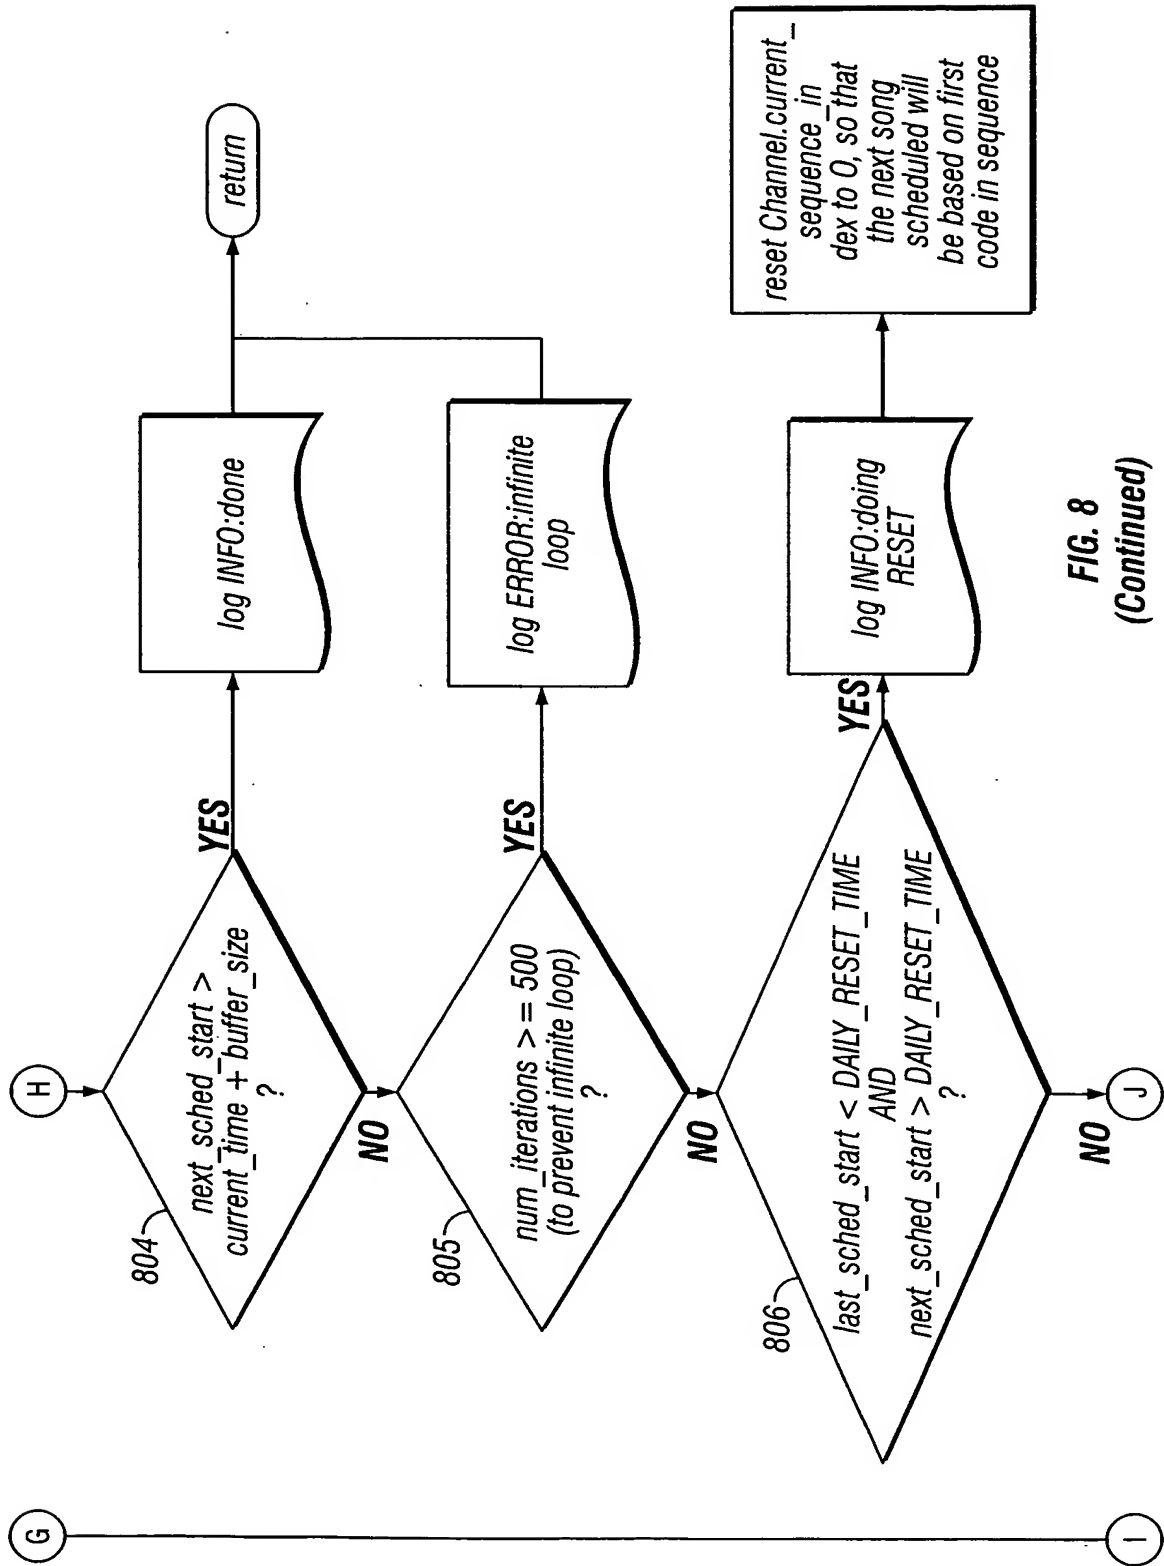 G
H
804
next_sched_start >
current_time + buffer_size
?
YES
log INFO:done
return
NO
805
num_iterations >= 500
(to prevent infinite loop)
?
YES
log ERROR:infinite
loop
NO
806
last_sched_start < DAILY_RESET_TIME
AND
next_sched_start > DAILY_RESET_TIME
?
YES
log INFO:doing
RESET
reset Channel.current_
sequence_in
dex to 0, so that
the next song
scheduled will
be based on first
code in sequence
NO
I
J
FIG. 8
(Continued)